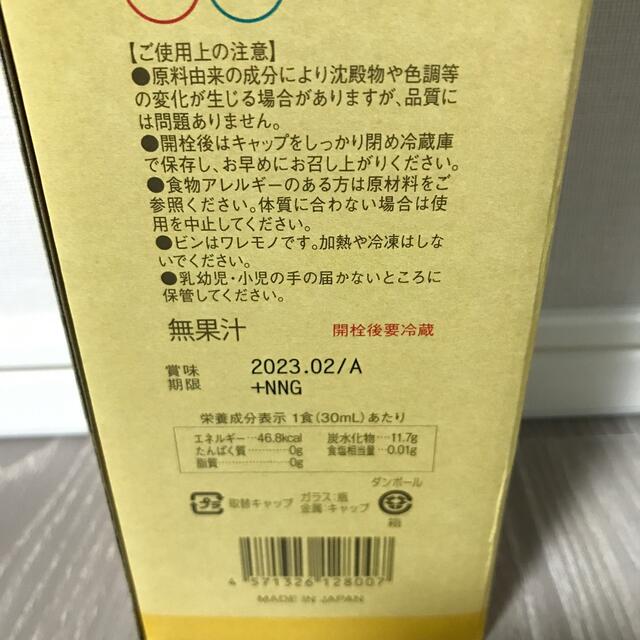 【ご使用上の注意】
●原料由来の成分により沈殿物や色調等
の変化が生じる場合がありますが、品質に
は問題ありません。
●開栓後はキャップをしっかり閉め冷蔵庫
で保存し、お早めにお召し上がりください。
●食物アレルギーのある方は原材料をご
参照ください。体質に合わない場合は使
用を中止してください。
●ビンはワレモノです。加熱や冷凍はしな
いでください。
●乳幼児・小児の手の届かないところに
保管してください。
無果汁 開栓後要冷蔵
賞味 2023.02/A
期限 +NNG
栄養成分表示 1食(30mL)あたり
エネルギー…46.8kcal 炭水化物…11.7g
たんぱく質………0g 食塩相当量…0.01g
脂質………0g
ダンボール
プラ 取替キャップ ガラス:瓶
金属:キャップ
箱
4 571326 128007
MADE IN JAPAN